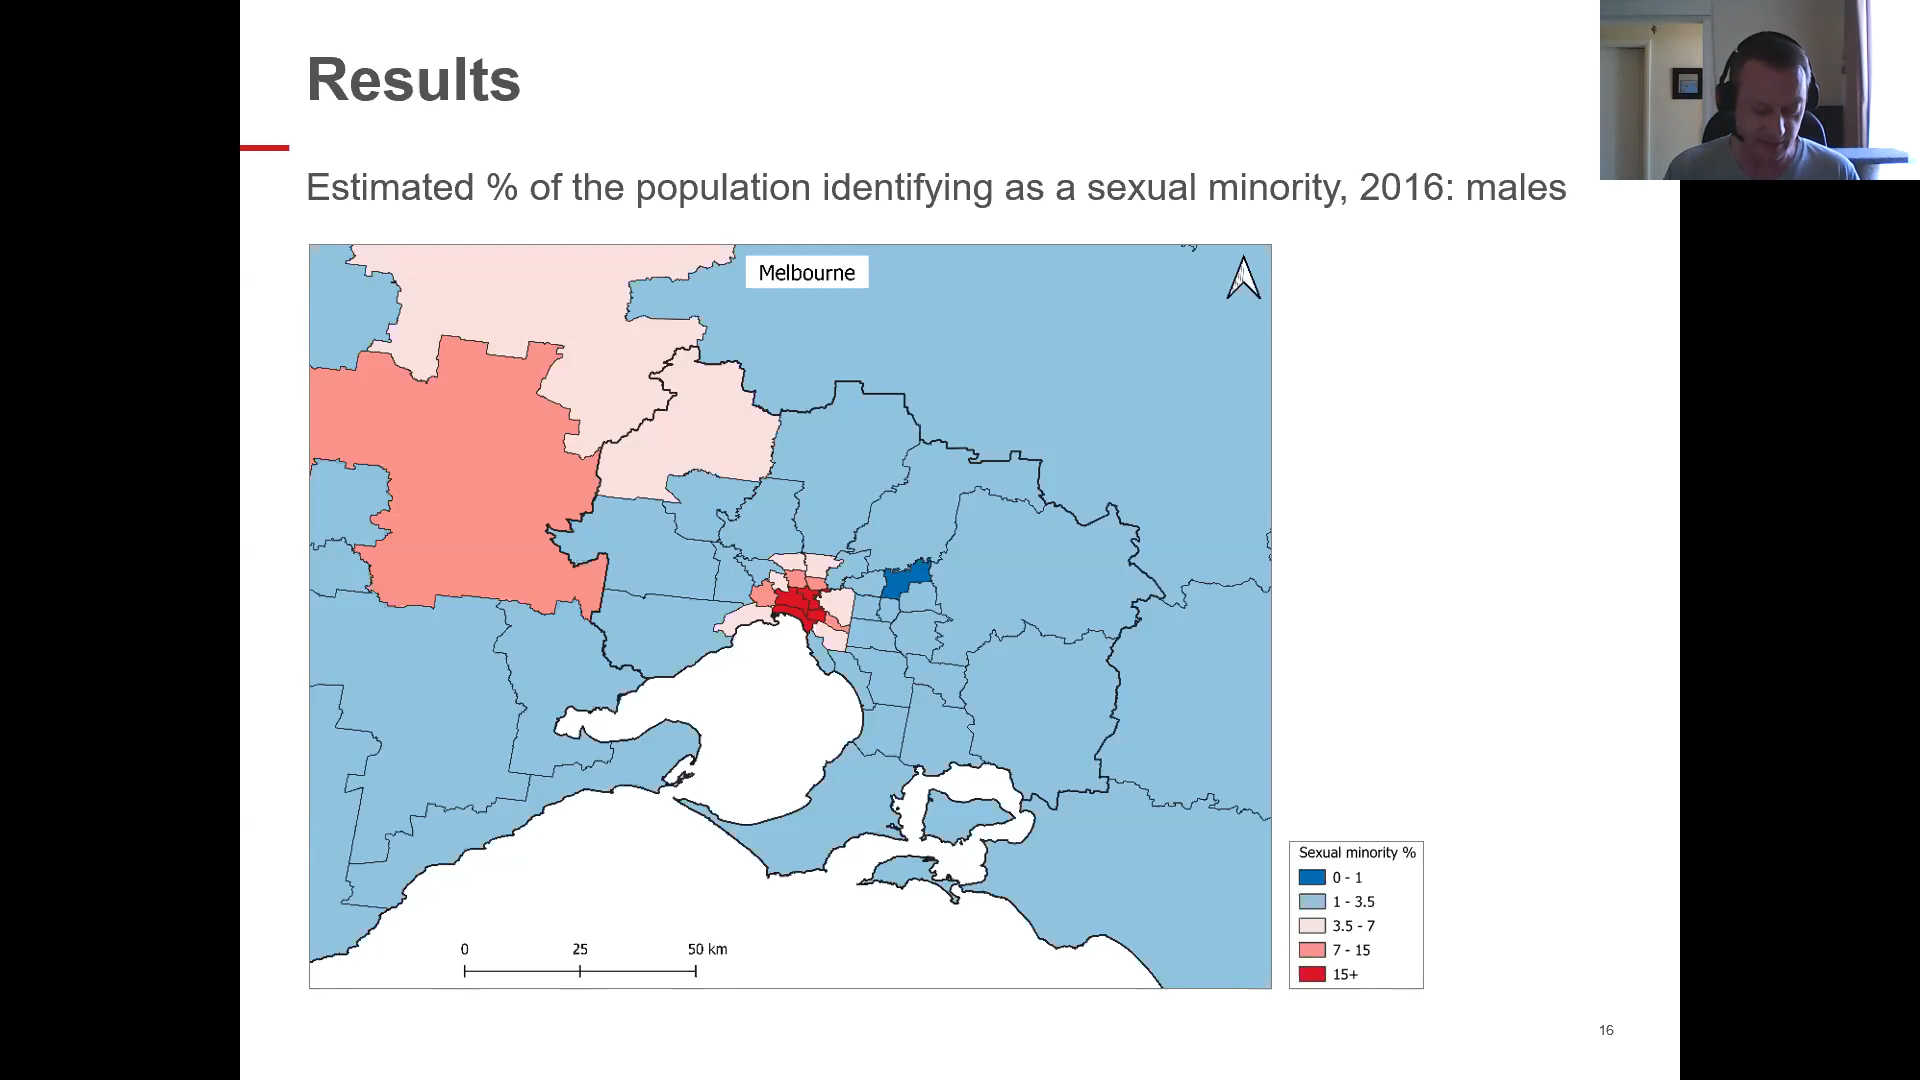 Results
Estimated % of the population identifying as a sexual minority, 2016: males
Melbourne
0 25 50 km
Sexual minority %
0 - 1
1 - 3.5
3.5 - 7
7 - 15
15+
16